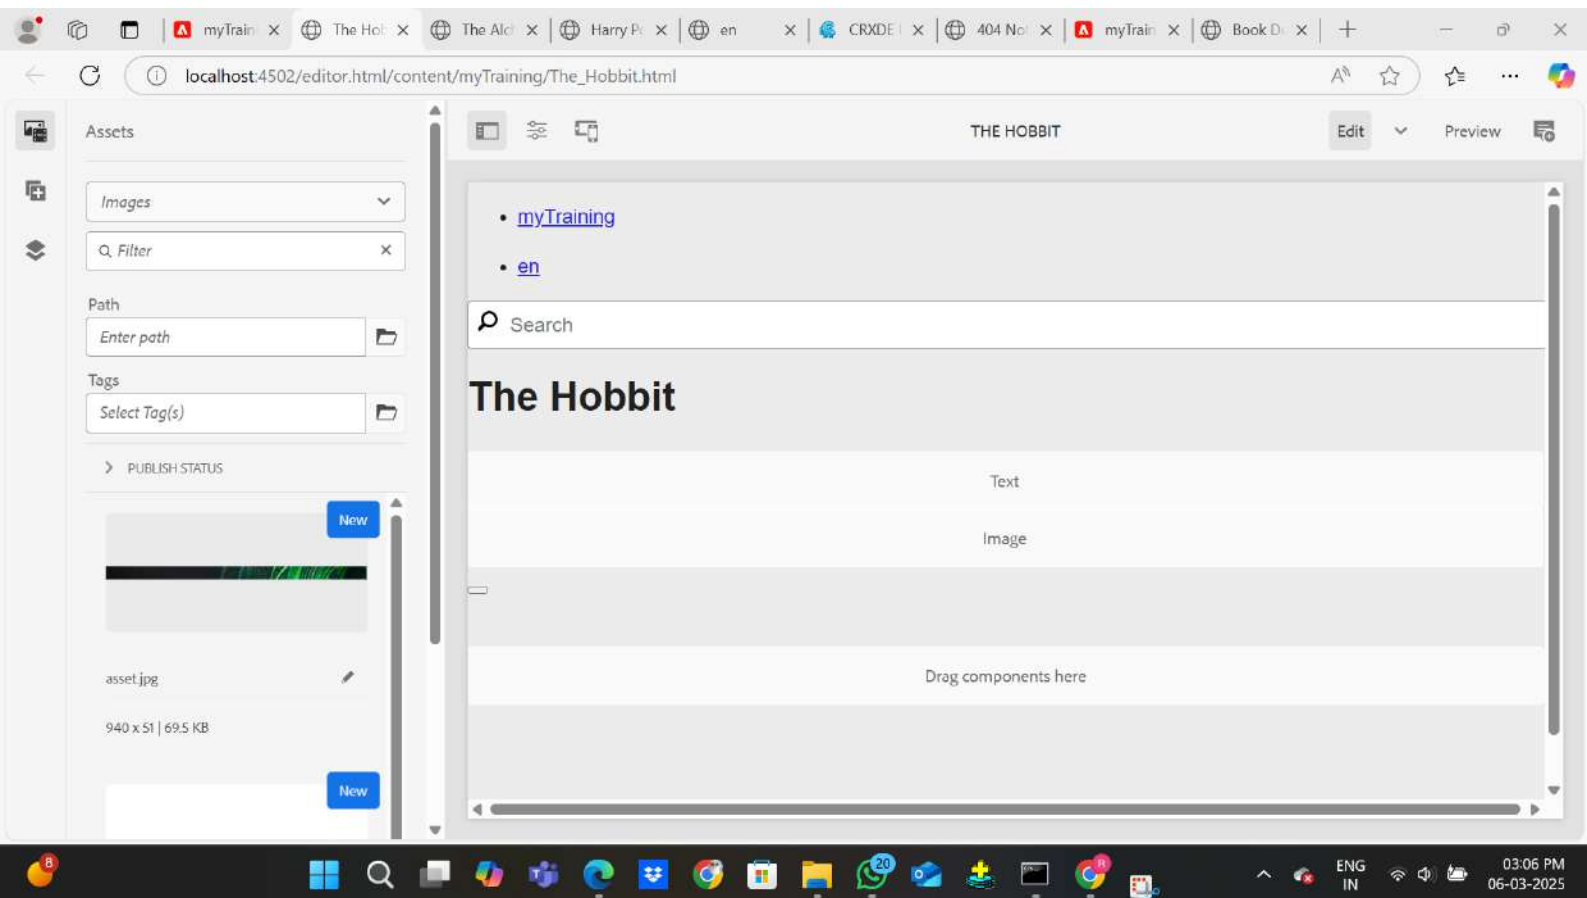 myTrain
The Hob
The Alc
Harry Po
en
CRXDE
404 No
myTrain
Book D
localhost:4502/editor.html/content/myTraining/The_Hobbit.html
Assets
THE HOBBIT
Edit
Preview
Images
Filter
Path
Enter path
Tags
Select Tag(s)
PUBLISH STATUS
New
asset.jpg
940 x 51 | 69.5 KB
New
• myTraining
• en
Search
The Hobbit
Text
Image
Drag components here
8
20
ENG
IN
03:06 PM
06-03-2025